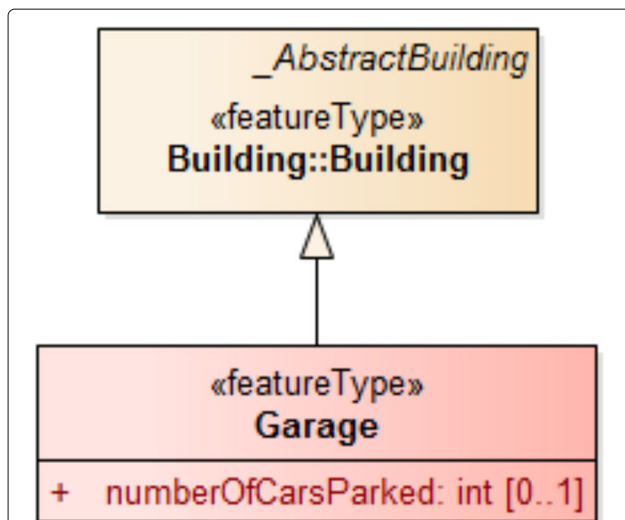 _AbstractBuilding
«featureType»
Building::Building
«featureType»
Garage
+ numberOfCarsParked: int [0..1]